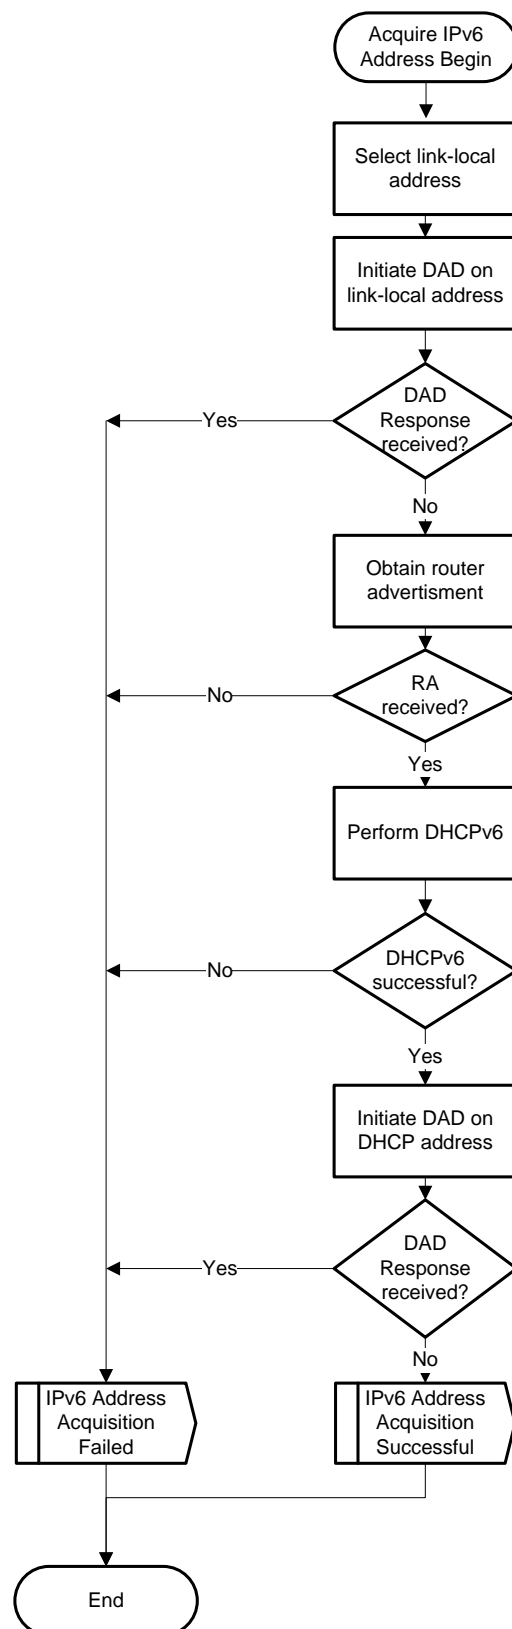 Acquire IPv6
Address Begin
Select link-local
address
Initiate DAD on
link-local address
DAD
Response
received?
Yes
No
Obtain router
advertisment
RA
received?
No
Yes
Perform DHCPv6
DHCPv6
successful?
No
Yes
Initiate DAD on
DHCP address
DAD
Response
received?
Yes
No
IPv6 Address
Acquisition
Failed
IPv6 Address
Acquisition
Successful
End